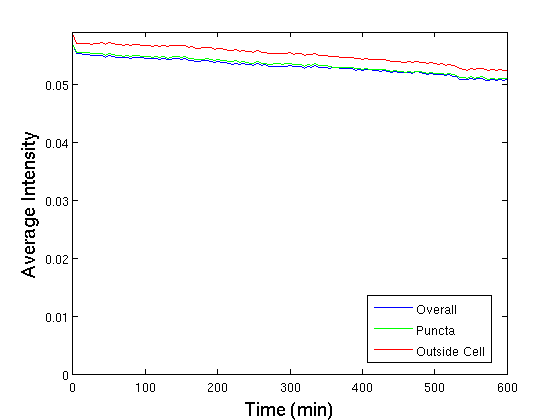 0.05
0.04
0.03
0.02
0.01
0
Average Intensity
0 100 200 300 400 500 600
Time (min)
Overall
Puncta
Outside Cell